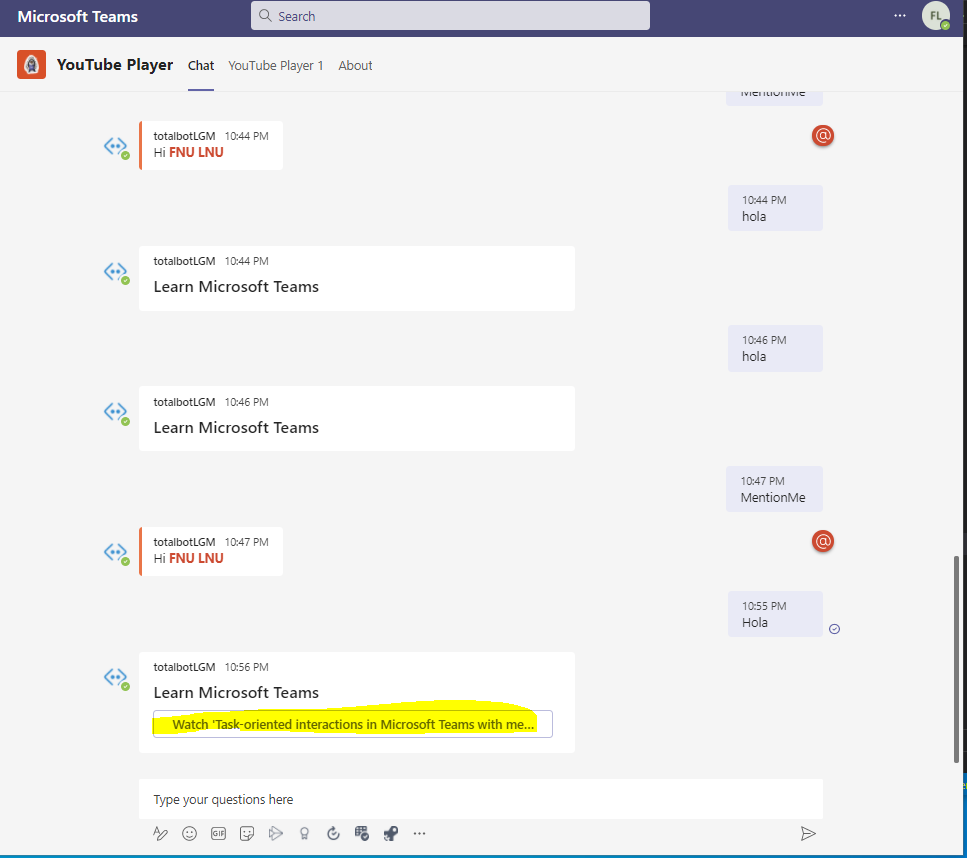 Microsoft Teams
Search
FL
YouTube Player Chat YouTube Player 1 About
MentionMe
totalbotLGM 10:44 PM
Hi FNU LNU
@
10:44 PM
hola
totalbotLGM 10:44 PM
Learn Microsoft Teams
10:46 PM
hola
totalbotLGM 10:46 PM
Learn Microsoft Teams
10:47 PM
MentionMe
totalbotLGM 10:47 PM
Hi FNU LNU
@
10:55 PM
Hola
totalbotLGM 10:56 PM
Learn Microsoft Teams
Watch 'Task-oriented interactions in Microsoft Teams with me...
Type your questions here
GIF